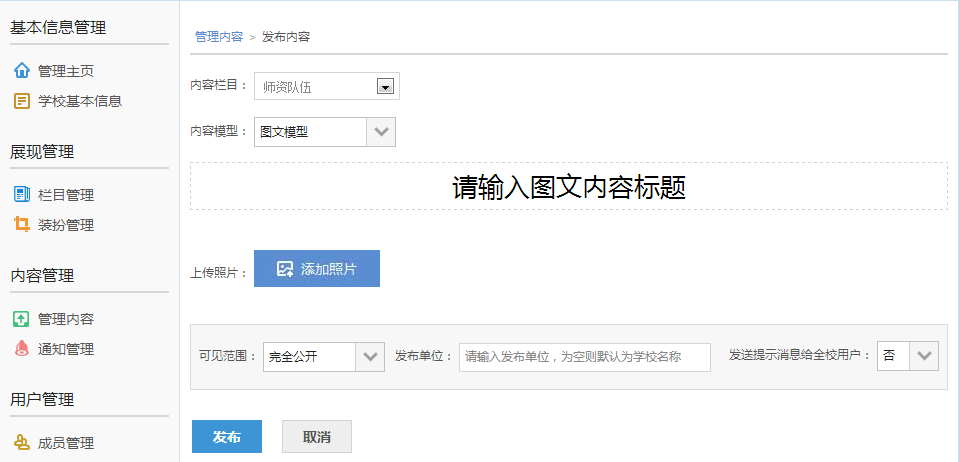 基本信息管理
管理主页
学校基本信息
展现管理
栏目管理
装扮管理
内容管理
管理内容
通知管理
用户管理
成员管理
管理内容 > 发布内容
内容栏目： 师资队伍
内容模型： 图文模型
请输入图文内容标题
上传照片： 添加照片
可见范围： 完全公开 发布单位： 请输入发布单位，为空则默认为学校名称 发送提示消息给全校用户： 否
发布 取消